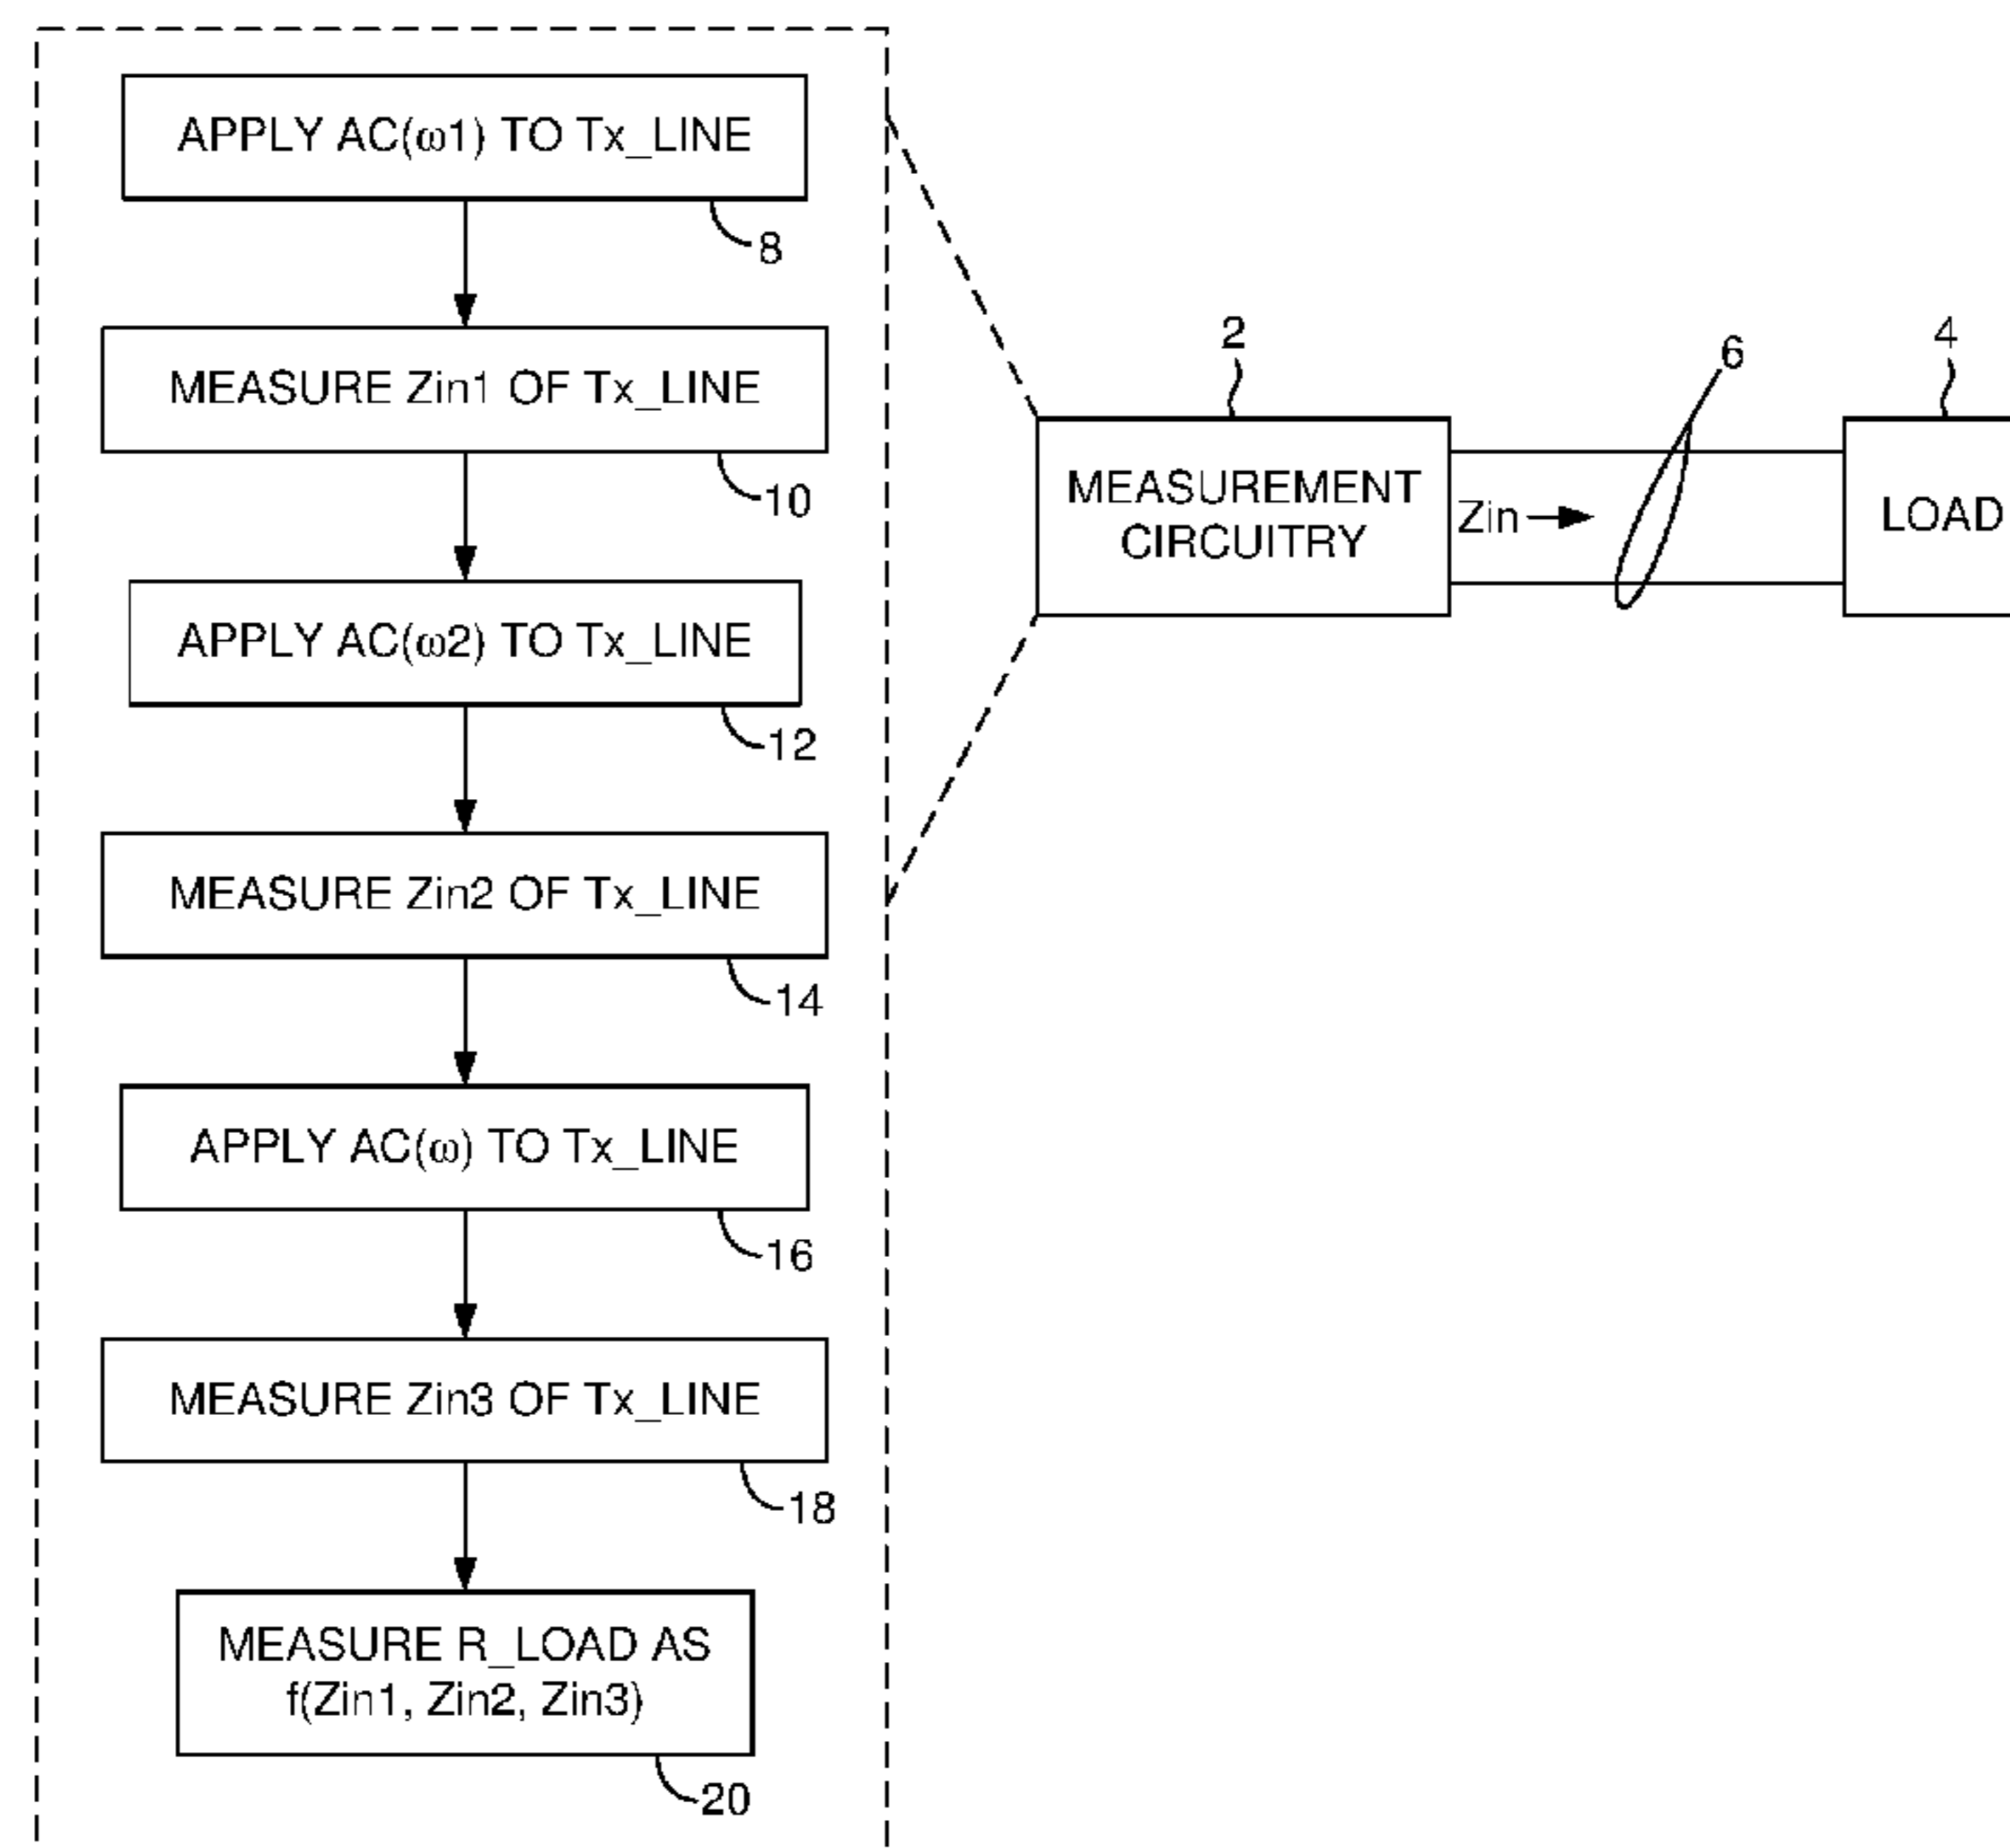 APPLY AC(ω1) TO Tx_LINE
8
MEASURE Zin1 OF Tx_LINE
10
APPLY AC(ω2) TO Tx_LINE
12
MEASURE Zin2 OF Tx_LINE
14
APPLY AC(ω) TO Tx_LINE
16
MEASURE Zin3 OF Tx_LINE
18
MEASURE R_LOAD AS
f(Zin1, Zin2, Zin3)
20
2
MEASUREMENT
CIRCUITRY
Zin
6
4
LOAD